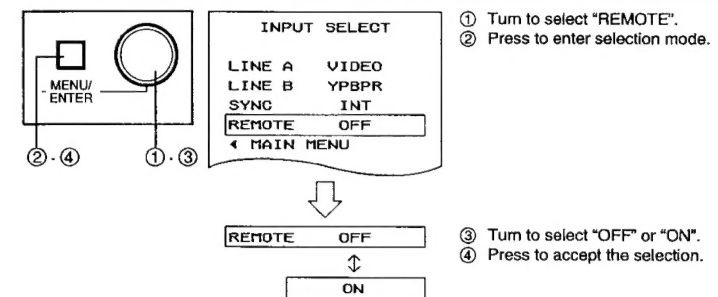 INPUT SELECT
LINE A VIDEO
LINE B YPBPR
SYNC INT
REMOTE OFF
◀ MAIN MENU
MENU/
ENTER
② · ④
① · ③
① Turn to select "REMOTE".
② Press to enter selection mode.
REMOTE OFF
ON
③ Turn to select "OFF" or "ON".
④ Press to accept the selection.